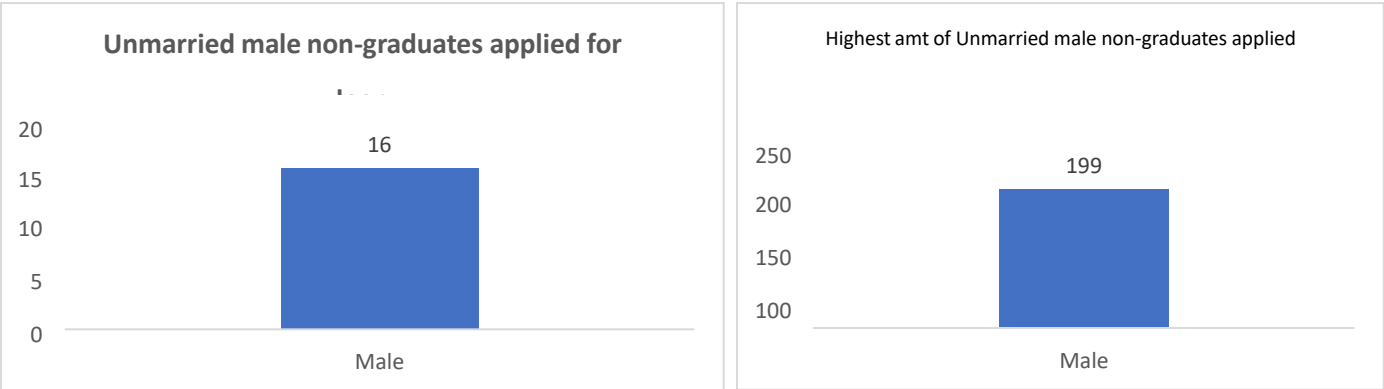 Unmarried male non-graduates applied for
20
16
15
10
5
0
Male
Highest amt of Unmarried male non-graduates applied
250
199
200
150
100
Male